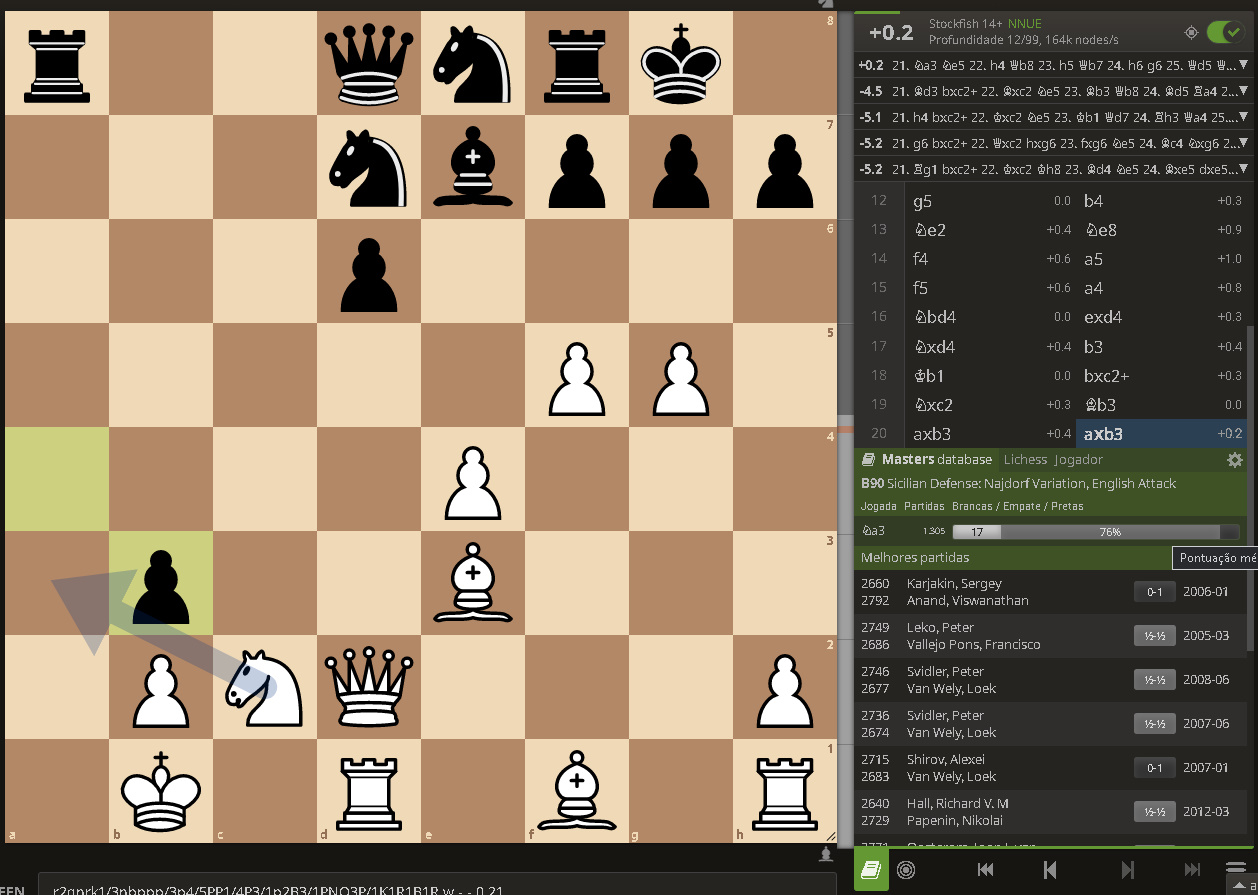 8
7
6
5
4
3
2
1
a
b
c
d
e
f
g
h
FEN
r2qnrk1/3nbppp/3p4/5PP1/4P3/1p2B3/1PNQ3P/1K1R1B1R w - - 0 21
+0.2
Stockfish 14+ NNUE
Profundidade 12/99, 164k nodes/s
+0.2 21. ♘a3 ♞e5 22. h4 ♛b8 23. h5 ♛b7 24. h6 g6 25. ♕d5 ♛...
-4.5 21. ♗d3 bxc2+ 22. ♗xc2 ♞e5 23. ♗b3 ♛b8 24. ♗d5 ♜a4 2...
-5.1 21. h4 bxc2+ 22. ♔xc2 ♞e5 23. ♔b1 ♛d7 24. ♖h3 ♛a4 25....
-5.2 21. g6 bxc2+ 22. ♕xc2 hxg6 23. fxg6 ♞e5 24. ♗c4 ♞xg6 2...
-5.2 21. ♖g1 bxc2+ 22. ♔xc2 ♚h8 23. ♗d4 ♞e5 24. ♗xe5 dxe5...
12 g5 0.0 b4 +0.3
13 ♘e2 +0.4 ♘e8 +0.9
14 f4 +0.6 a5 +1.0
15 f5 +0.6 a4 +0.8
16 ♘bd4 0.0 exd4 +0.3
17 ♘xd4 +0.4 b3 +0.4
18 ♔b1 0.0 bxc2+ +0.3
19 ♘xc2 +0.3 ♗b3 0.0
20 axb3 +0.4 axb3 +0.2
Masters database Lichess Jogador
B90 Sicilian Defense: Najdorf Variation, English Attack
Jogada Partidas Brancas / Empate / Pretas
♘a3 1.305 17 76%
Melhores partidas
Pontuação mé
2660 Karjakin, Sergey
2792 Anand, Viswanathan
0-1 2006-01
2749 Leko, Peter
2686 Vallejo Pons, Francisco
½-½ 2005-03
2746 Svidler, Peter
2677 Van Wely, Loek
½-½ 2008-06
2736 Svidler, Peter
2674 Van Wely, Loek
½-½ 2007-06
2715 Shirov, Alexei
2683 Van Wely, Loek
0-1 2007-01
2640 Hall, Richard V. M
2729 Papenin, Nikolai
½-½ 2012-03